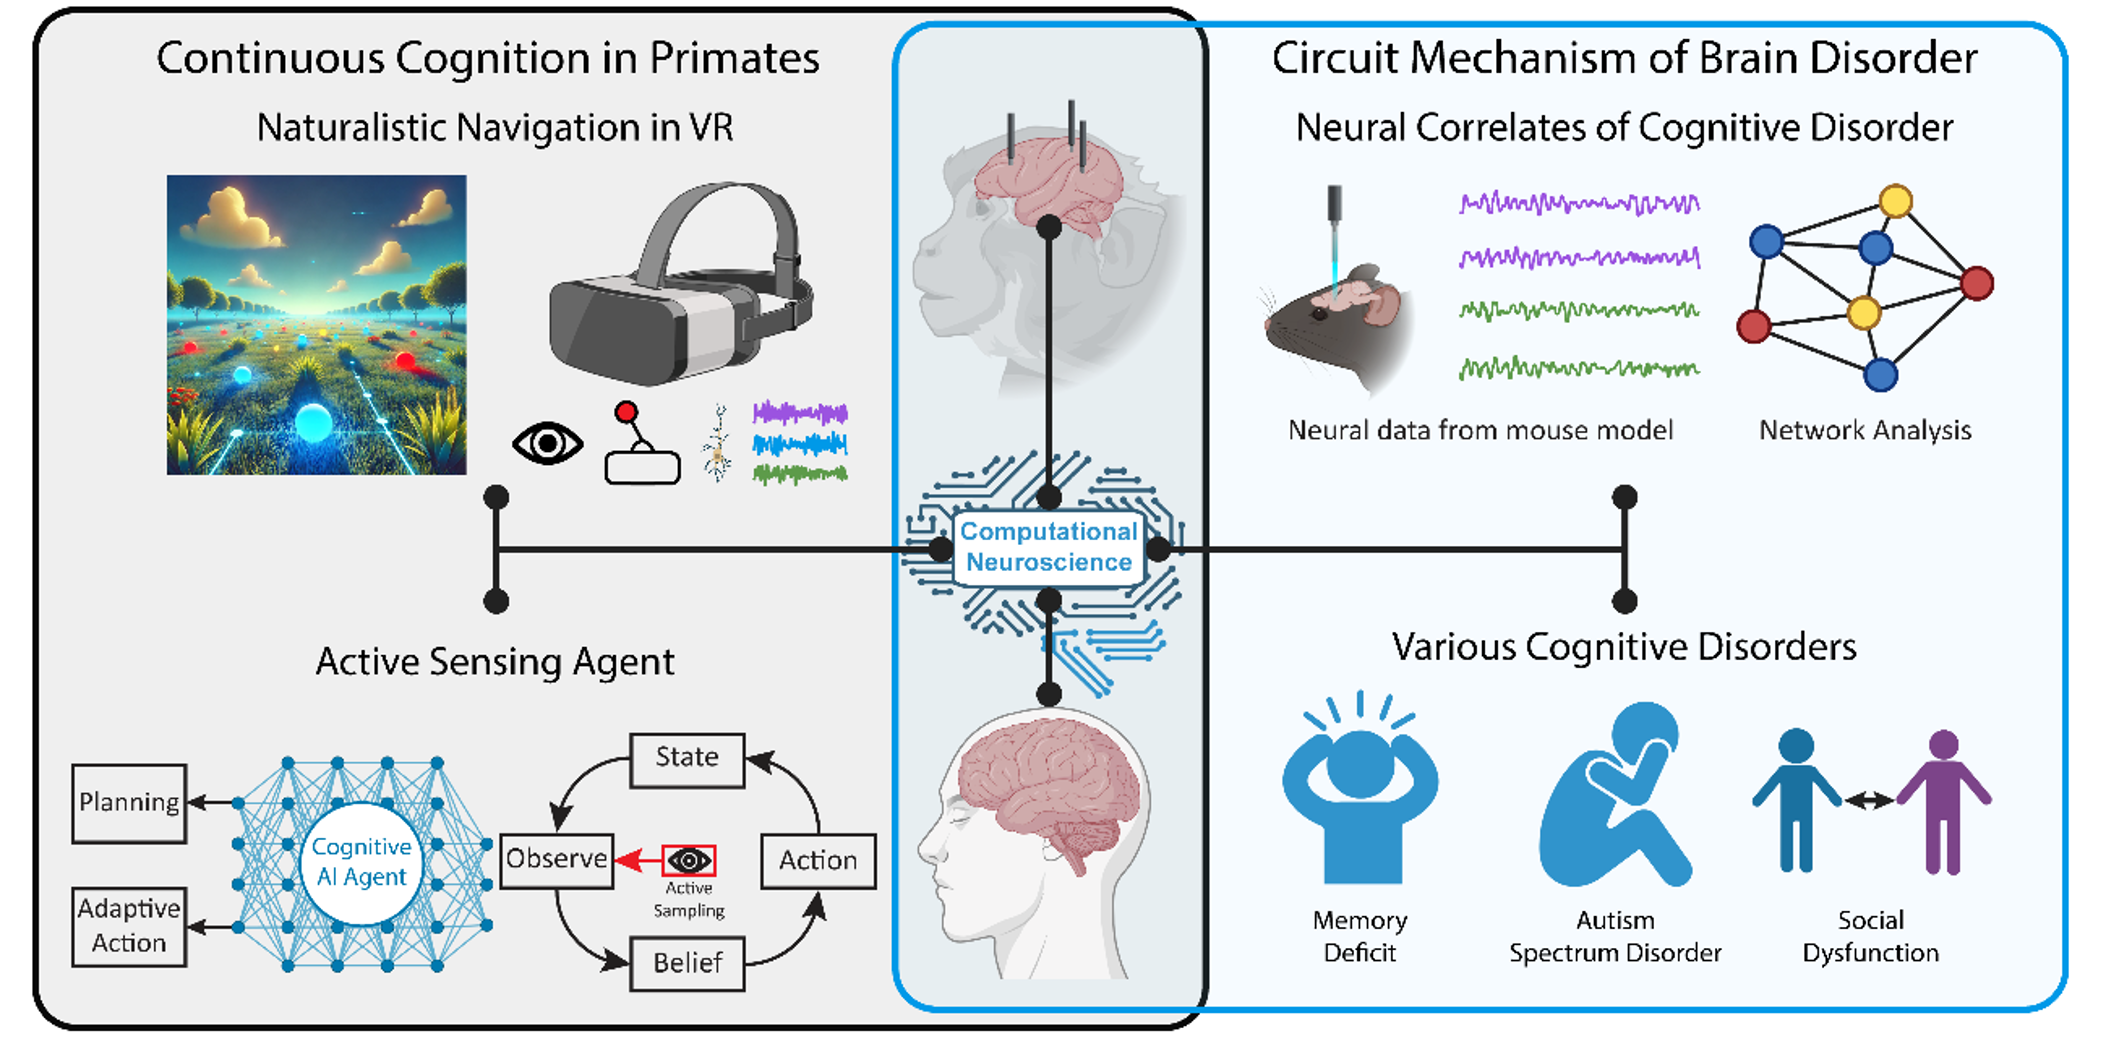 Continuous Cognition in Primates
Naturalistic Navigation in VR
Active Sensing Agent
Planning
Adaptive
Action
Cognitive
AI Agent
State
Observe
Active
Sampling
Action
Belief
Computational
Neuroscience
Circuit Mechanism of Brain Disorder
Neural Correlates of Cognitive Disorder
Neural data from mouse model
Network Analysis
Various Cognitive Disorders
Memory
Deficit
Autism
Spectrum Disorder
Social
Dysfunction